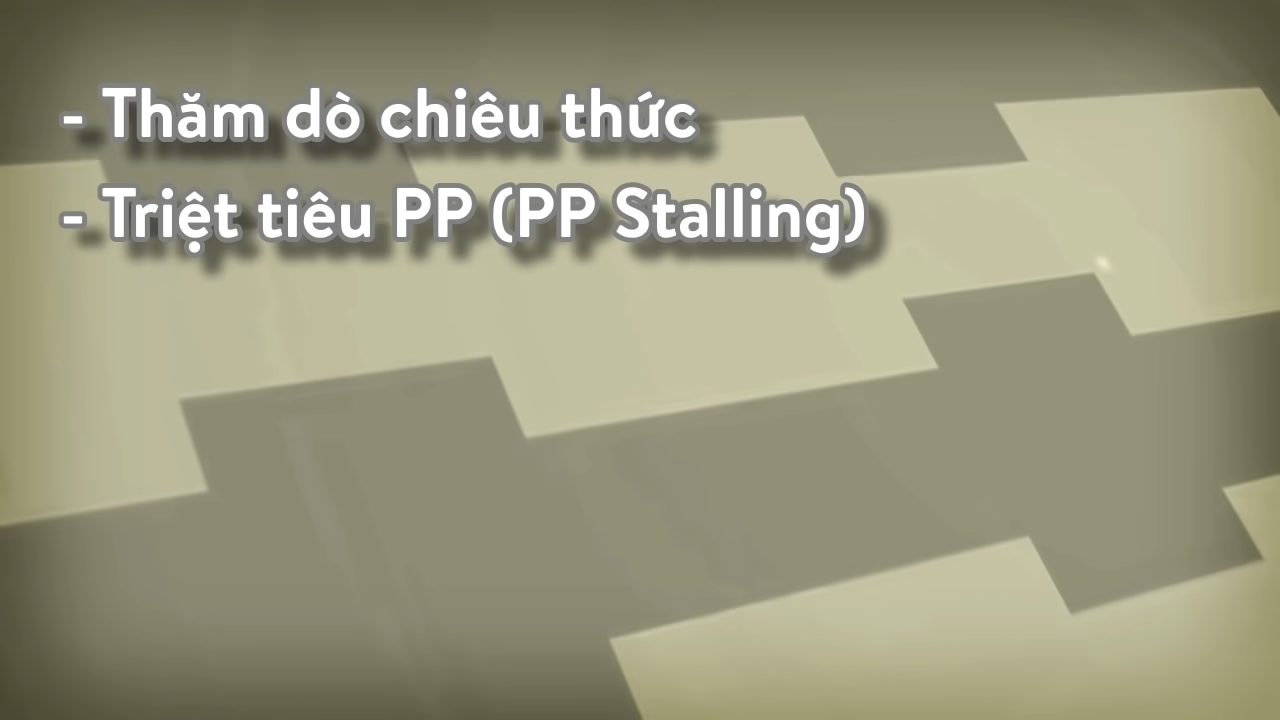 - Thăm dò chiêu thức
- Triệt tiêu PP (PP Stalling)